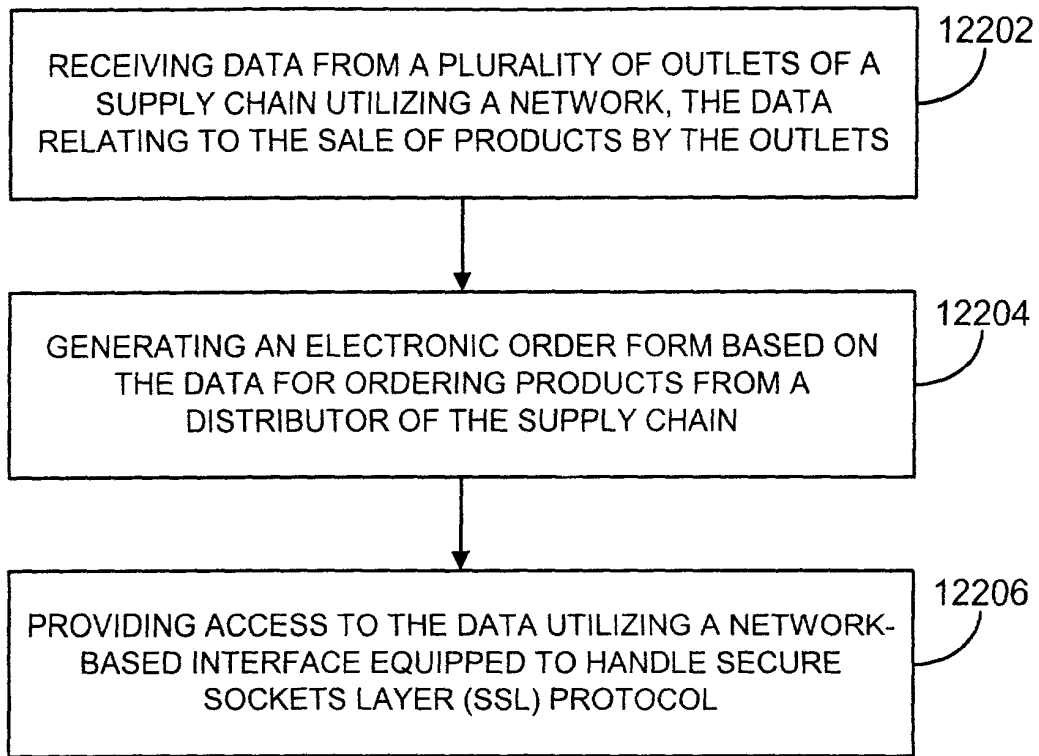 12202
RECEIVING DATA FROM A PLURALITY OF OUTLETS OF A
SUPPLY CHAIN UTILIZING A NETWORK, THE DATA
RELATING TO THE SALE OF PRODUCTS BY THE OUTLETS
12204
GENERATING AN ELECTRONIC ORDER FORM BASED ON
THE DATA FOR ORDERING PRODUCTS FROM A
DISTRIBUTOR OF THE SUPPLY CHAIN
12206
PROVIDING ACCESS TO THE DATA UTILIZING A NETWORK-
BASED INTERFACE EQUIPPED TO HANDLE SECURE
SOCKETS LAYER (SSL) PROTOCOL